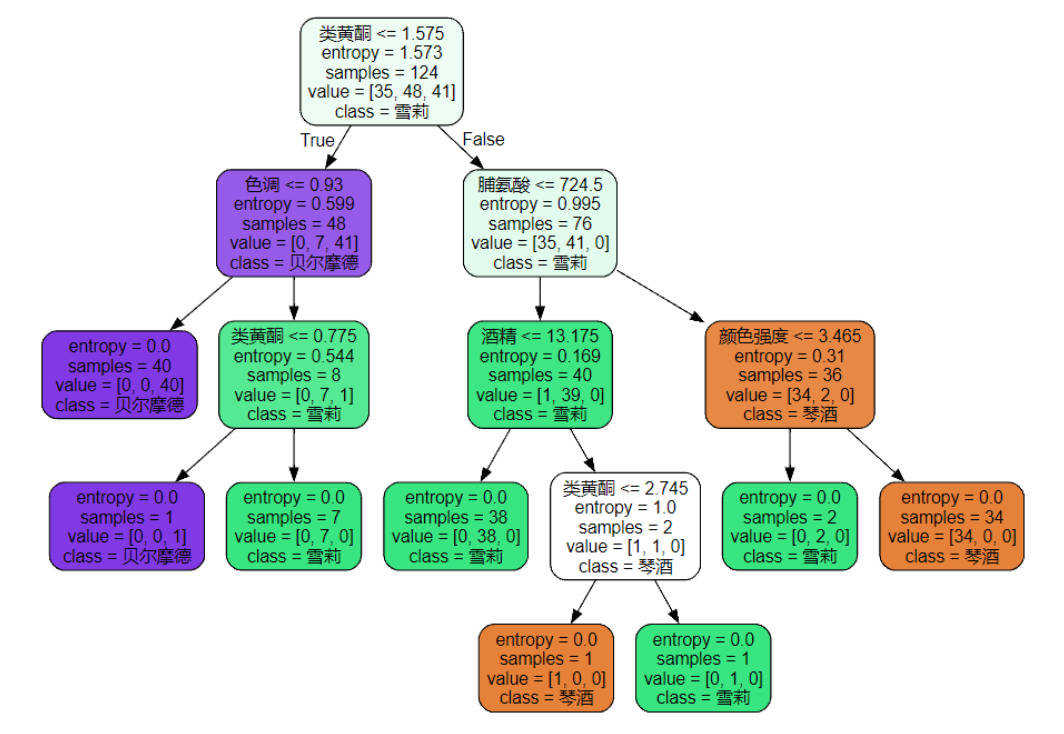 类黄酮 <= 1.575
entropy = 1.573
samples = 124
value = [35, 48, 41]
class = 雪莉
True
False
色调 <= 0.93
entropy = 0.599
samples = 48
value = [0, 7, 41]
class = 贝尔摩德
脯氨酸 <= 724.5
entropy = 0.995
samples = 76
value = [35, 41, 0]
class = 雪莉
entropy = 0.0
samples = 40
value = [0, 0, 40]
class = 贝尔摩德
类黄酮 <= 0.775
entropy = 0.544
samples = 8
value = [0, 7, 1]
class = 雪莉
酒精 <= 13.175
entropy = 0.169
samples = 40
value = [1, 39, 0]
class = 雪莉
颜色强度 <= 3.465
entropy = 0.31
samples = 36
value = [34, 2, 0]
class = 琴酒
entropy = 0.0
samples = 1
value = [0, 0, 1]
class = 贝尔摩德
entropy = 0.0
samples = 7
value = [0, 7, 0]
class = 雪莉
entropy = 0.0
samples = 38
value = [0, 38, 0]
class = 雪莉
类黄酮 <= 2.745
entropy = 1.0
samples = 2
value = [1, 1, 0]
class = 琴酒
entropy = 0.0
samples = 2
value = [0, 2, 0]
class = 雪莉
entropy = 0.0
samples = 34
value = [34, 0, 0]
class = 琴酒
entropy = 0.0
samples = 1
value = [1, 0, 0]
class = 琴酒
entropy = 0.0
samples = 1
value = [0, 1, 0]
class = 雪莉